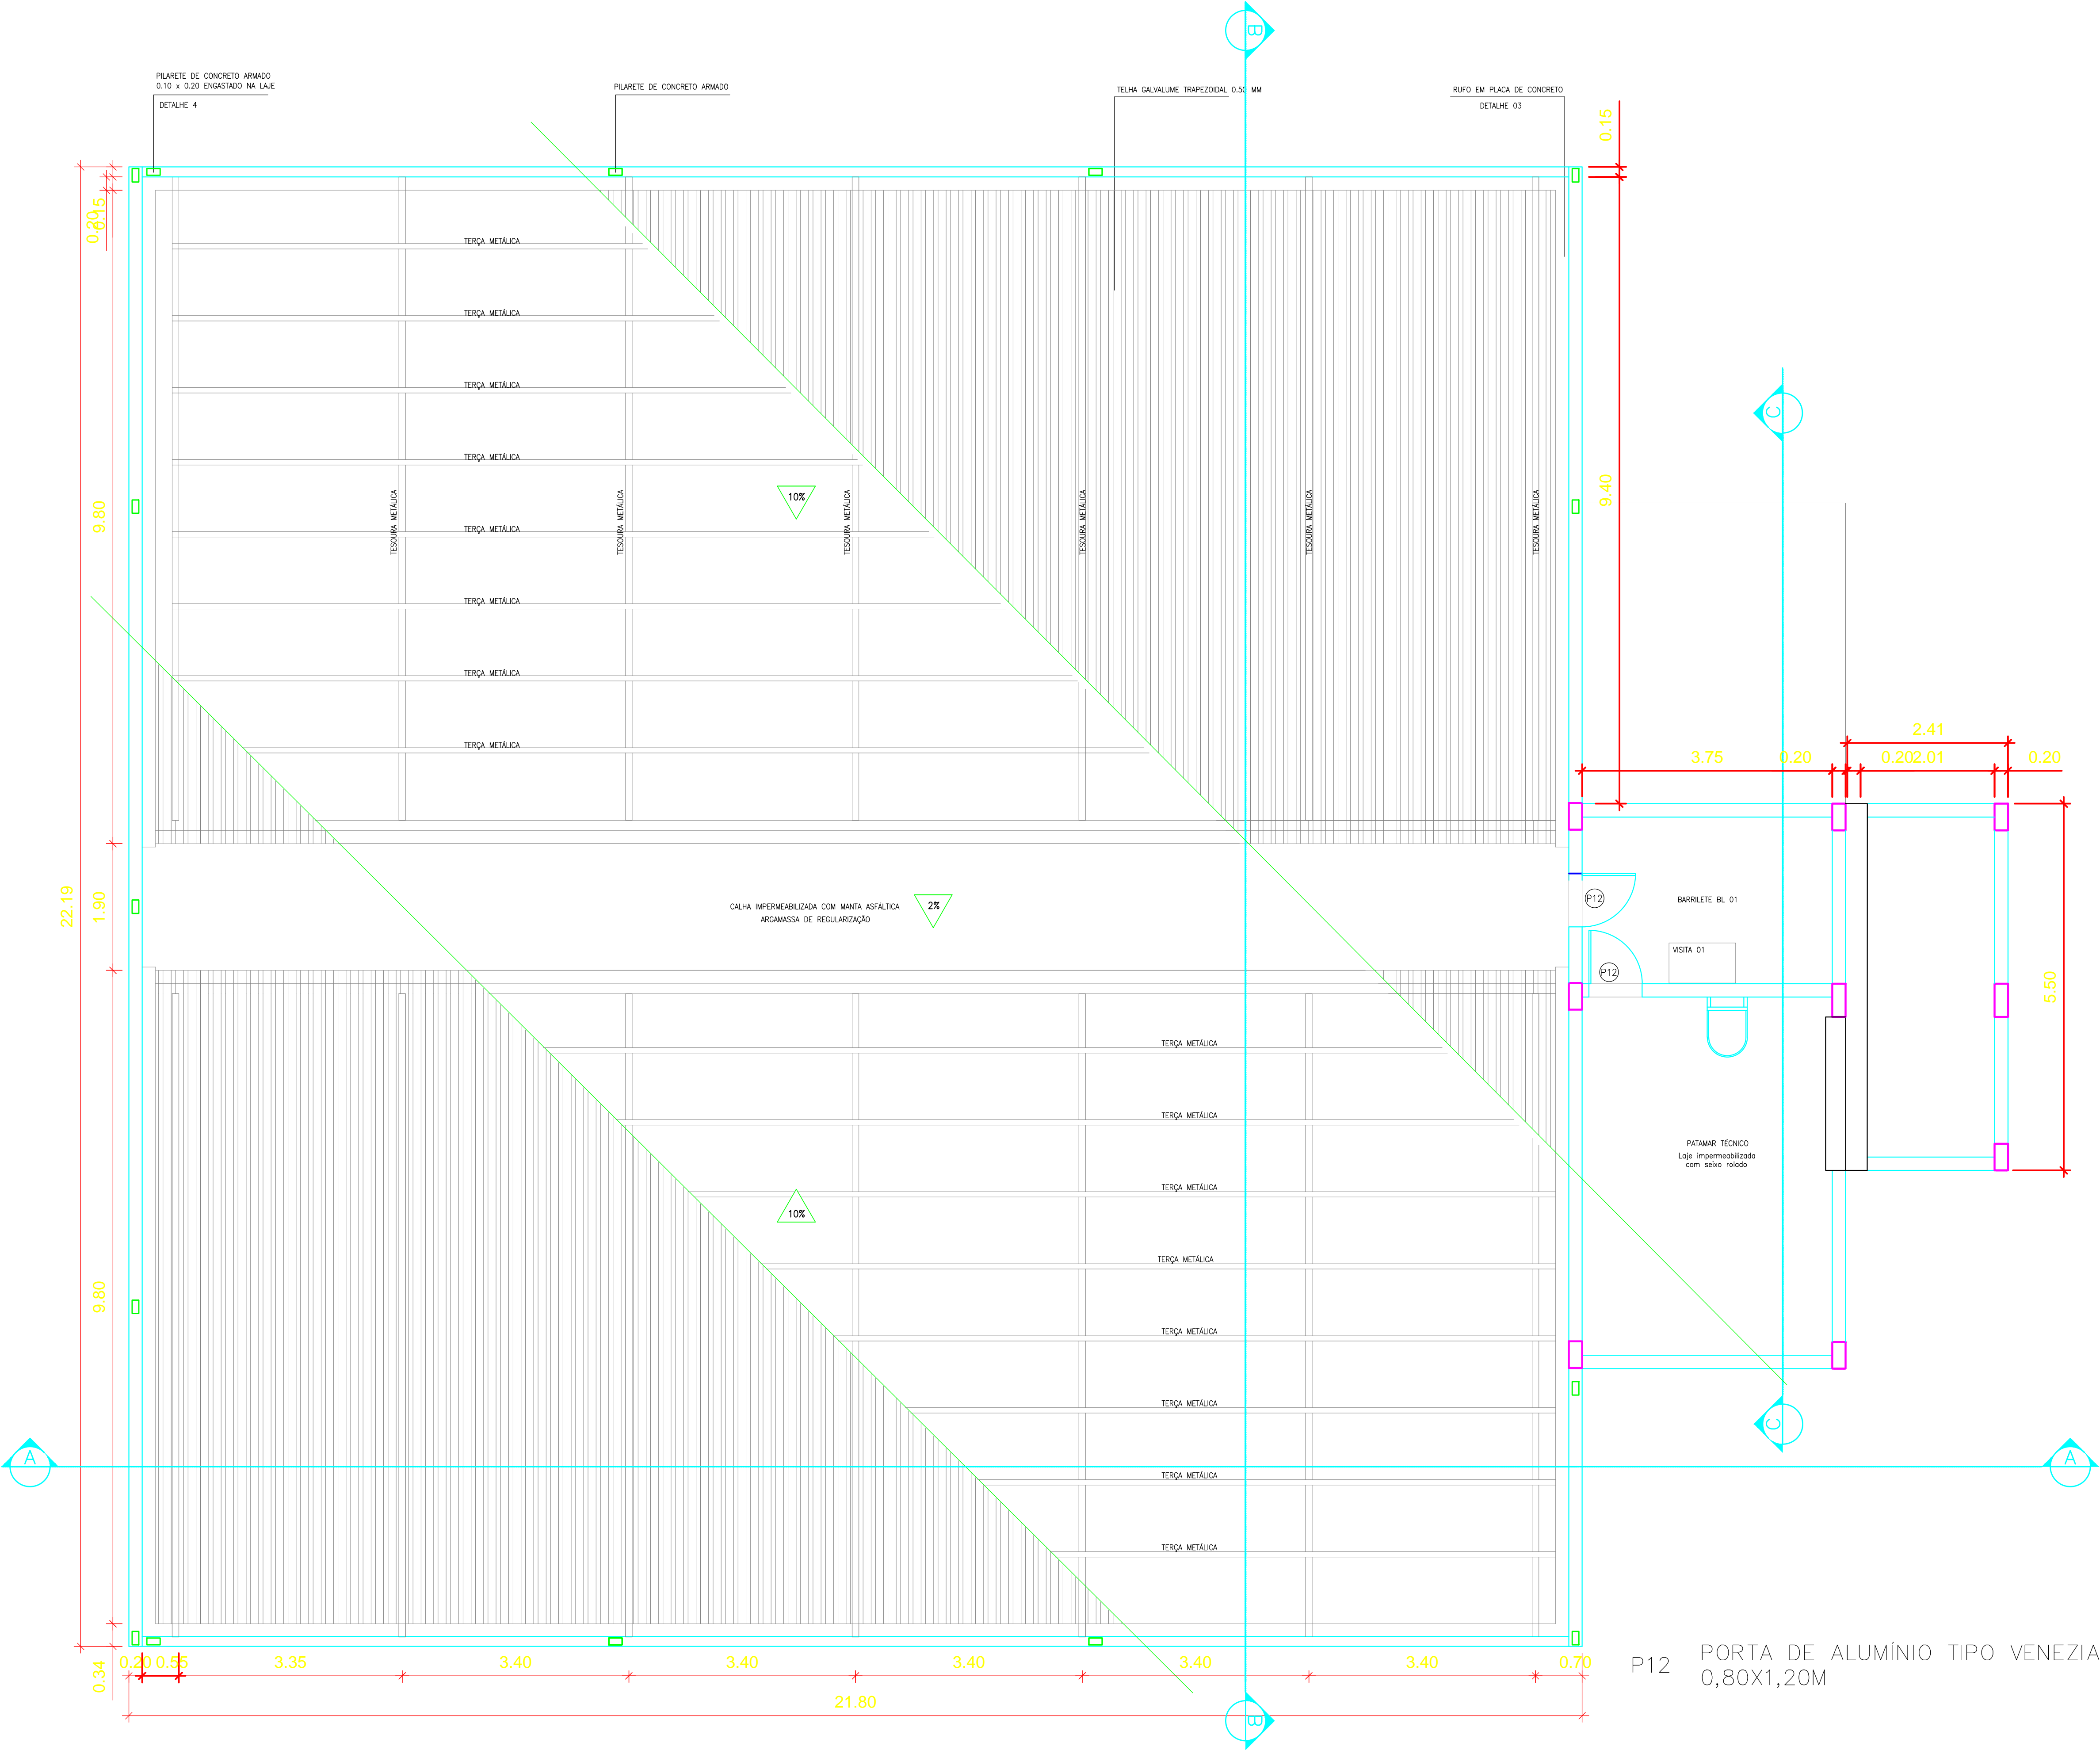 B
PILARETE DE CONCRETO ARMADO
0.10 x 0.20 ENGASTADO NA LAJE
DETALHE 4
PILARETE DE CONCRETO ARMADO
TELHA GALVALUME TRAPEZOIDAL 0.50 MM
RUFO EM PLACA DE CONCRETO
DETALHE 03
0.15
0.20
0.15
TERÇA METÁLICA
TERÇA METÁLICA
TERÇA METÁLICA
C
TERÇA METÁLICA
9.80
TESOURA METÁLICA
TESOURA METÁLICA
10%
TESOURA METÁLICA
TESOURA METÁLICA
TESOURA METÁLICA
TESOURA METÁLICA
9.40
TERÇA METÁLICA
TERÇA METÁLICA
TERÇA METÁLICA
TERÇA METÁLICA
2.41
3.75
0.20
0.20
2.01
0.20
22.19
1.90
CALHA IMPERMEABILIZADA COM MANTA ASFÁLTICA
ARGAMASSA DE REGULARIZAÇÃO
2%
P12
BARRILETE BL 01
VISITA 01
P12
5.50
TERÇA METÁLICA
TERÇA METÁLICA
PATAMAR TÉCNICO
Laje impermeabilizada
com seixo rolado
TERÇA METÁLICA
10%
TERÇA METÁLICA
9.80
TERÇA METÁLICA
TERÇA METÁLICA
C
A
A
TERÇA METÁLICA
TERÇA METÁLICA
0.34
0.20
0.55
3.35
3.40
3.40
3.40
3.40
3.40
0.70
21.80
B
P12
PORTA DE ALUMÍNIO TIPO VENEZIA
0,80X1,20M